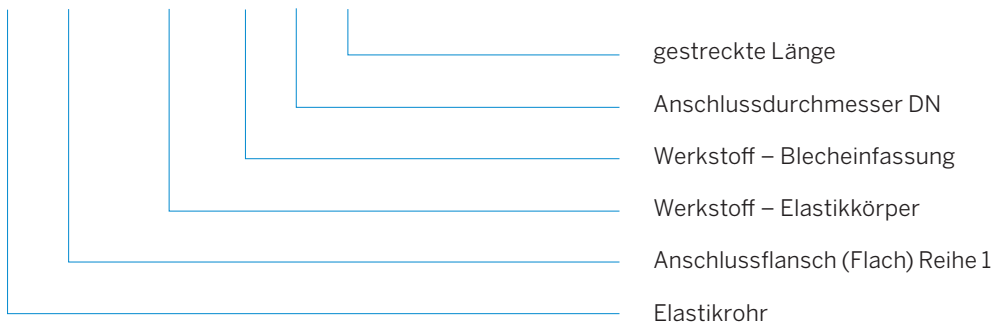 gestreckte Länge
Anschlussdurchmesser DN
Werkstoff – Blecheinfassung
Werkstoff – Elastikkörper
Anschlussflansch (Flach) Reihe 1
Elastikrohr